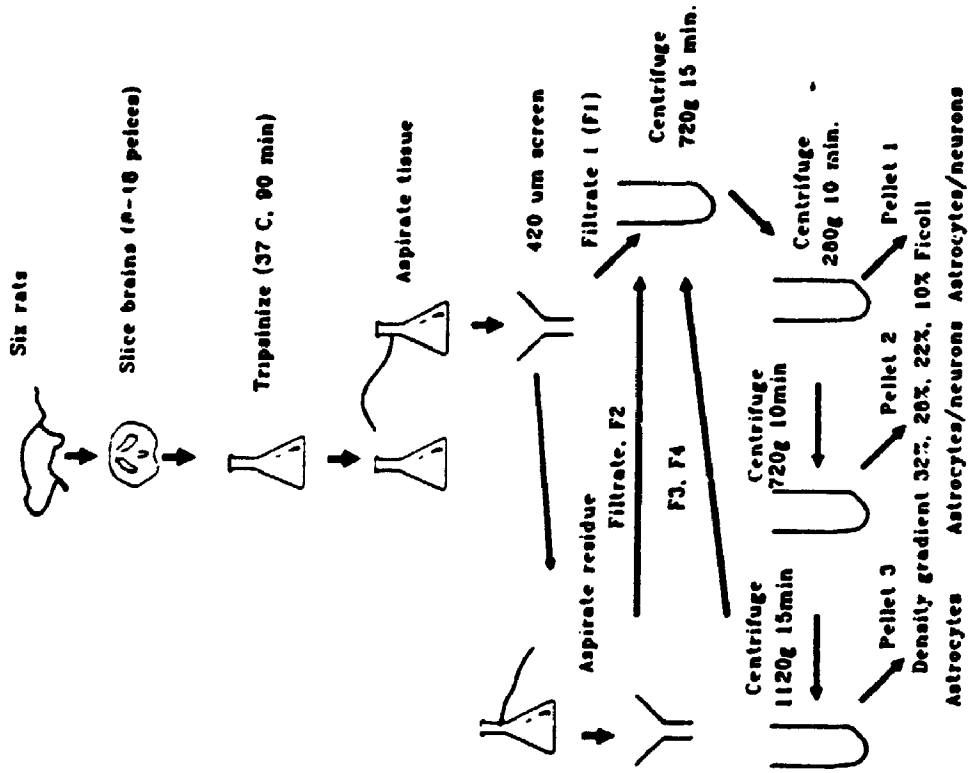 Six rats
Slice brains (8-18 peices)
Tripsinize (37 C, 90 min)
Aspirate tissue
420 um screen
Filtrate 1 (F1)
Aspirate residue
Filtrate. F2
F3. F4
Centrifuge
720g 15 min.
Centrifuge
280g 10 min.
Centrifuge
720g 10min
Centrifuge
1120g 15min
Pellet 3
Pellet 2
Pellet 1
Density gradient 32%, 28%, 22%, 10% Ficoll
Astrocytes
Astrocytes/neurons
Astrocytes/neurons